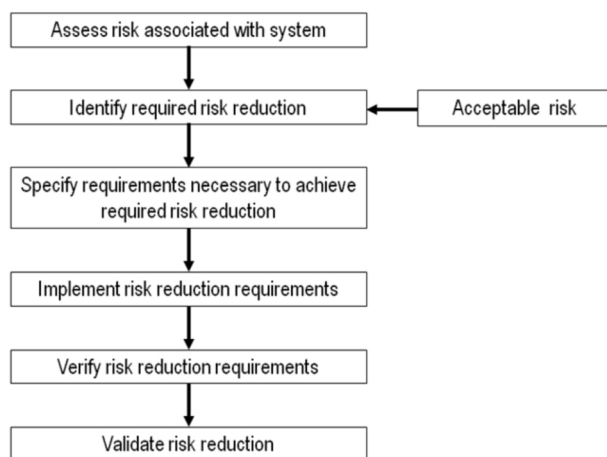 Assess risk associated with system
Identify required risk reduction
Acceptable risk
Specify requirements necessary to achieve
required risk reduction
Implement risk reduction requirements
Verify risk reduction requirements
Validate risk reduction